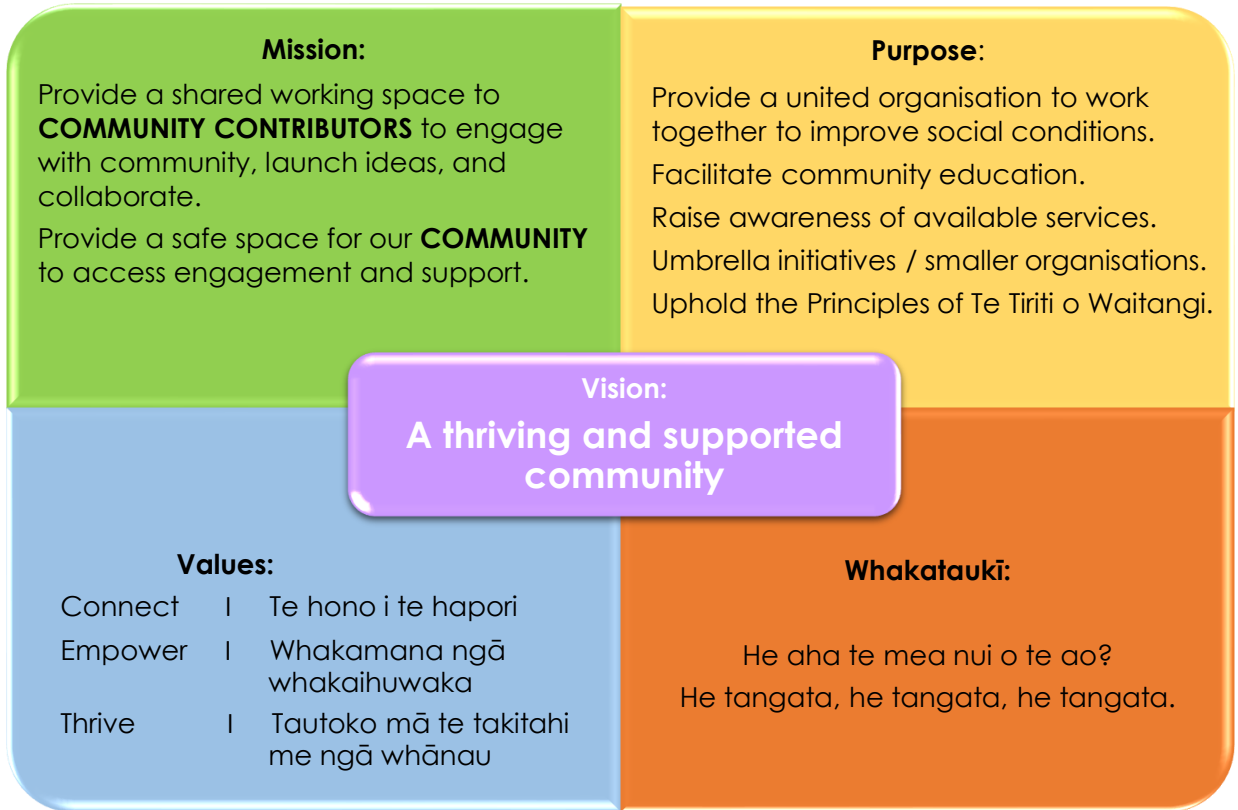 Mission:
Provide a shared working space to
COMMUNITY CONTRIBUTORS to engage
with community, launch ideas, and
collaborate.
Provide a safe space for our COMMUNITY
to access engagement and support.
Purpose:
Provide a united organisation to work
together to improve social conditions.
Facilitate community education.
Raise awareness of available services.
Umbrella initiatives / smaller organisations.
Uphold the Principles of Te Tiriti o Waitangi.
Vision:
A thriving and supported
community
Values:
Connect I Te hono i te hapori
Empower I Whakamana ngā
whakaihuwaka
Thrive I Tautoko mā te takitahi
me ngā whānau
Whakataukī:
He aha te mea nui o te ao?
He tangata, he tangata, he tangata.